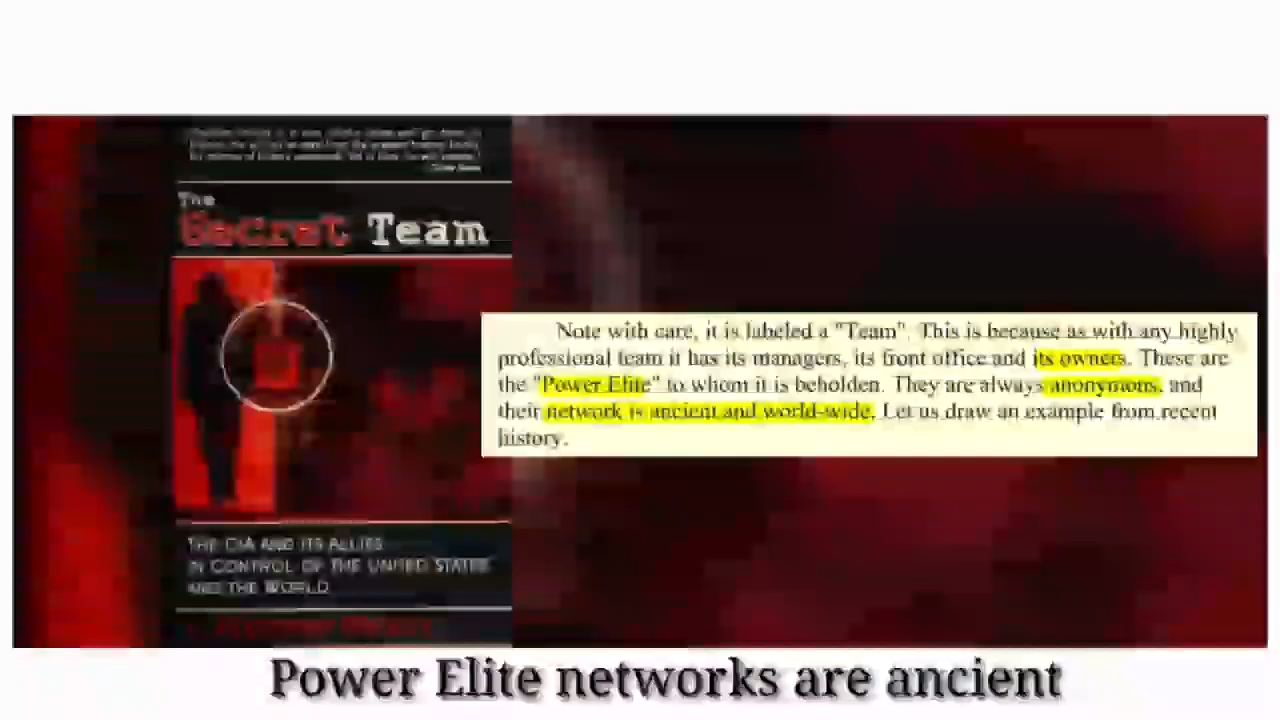 The
Secret Team
Note with care, it is labeled a "Team". This is because as with any highly
professional team it has its managers, its front office and its owners. These are
the "Power Elite" to whom it is beholden. They are always anonymous, and
their network is ancient and world-wide. Let us draw an example from recent
history.
THE CIA AND ITS ALLIES
IN CONTROL OF THE UNITED STATES
AND THE WORLD
Power Elite networks are ancient